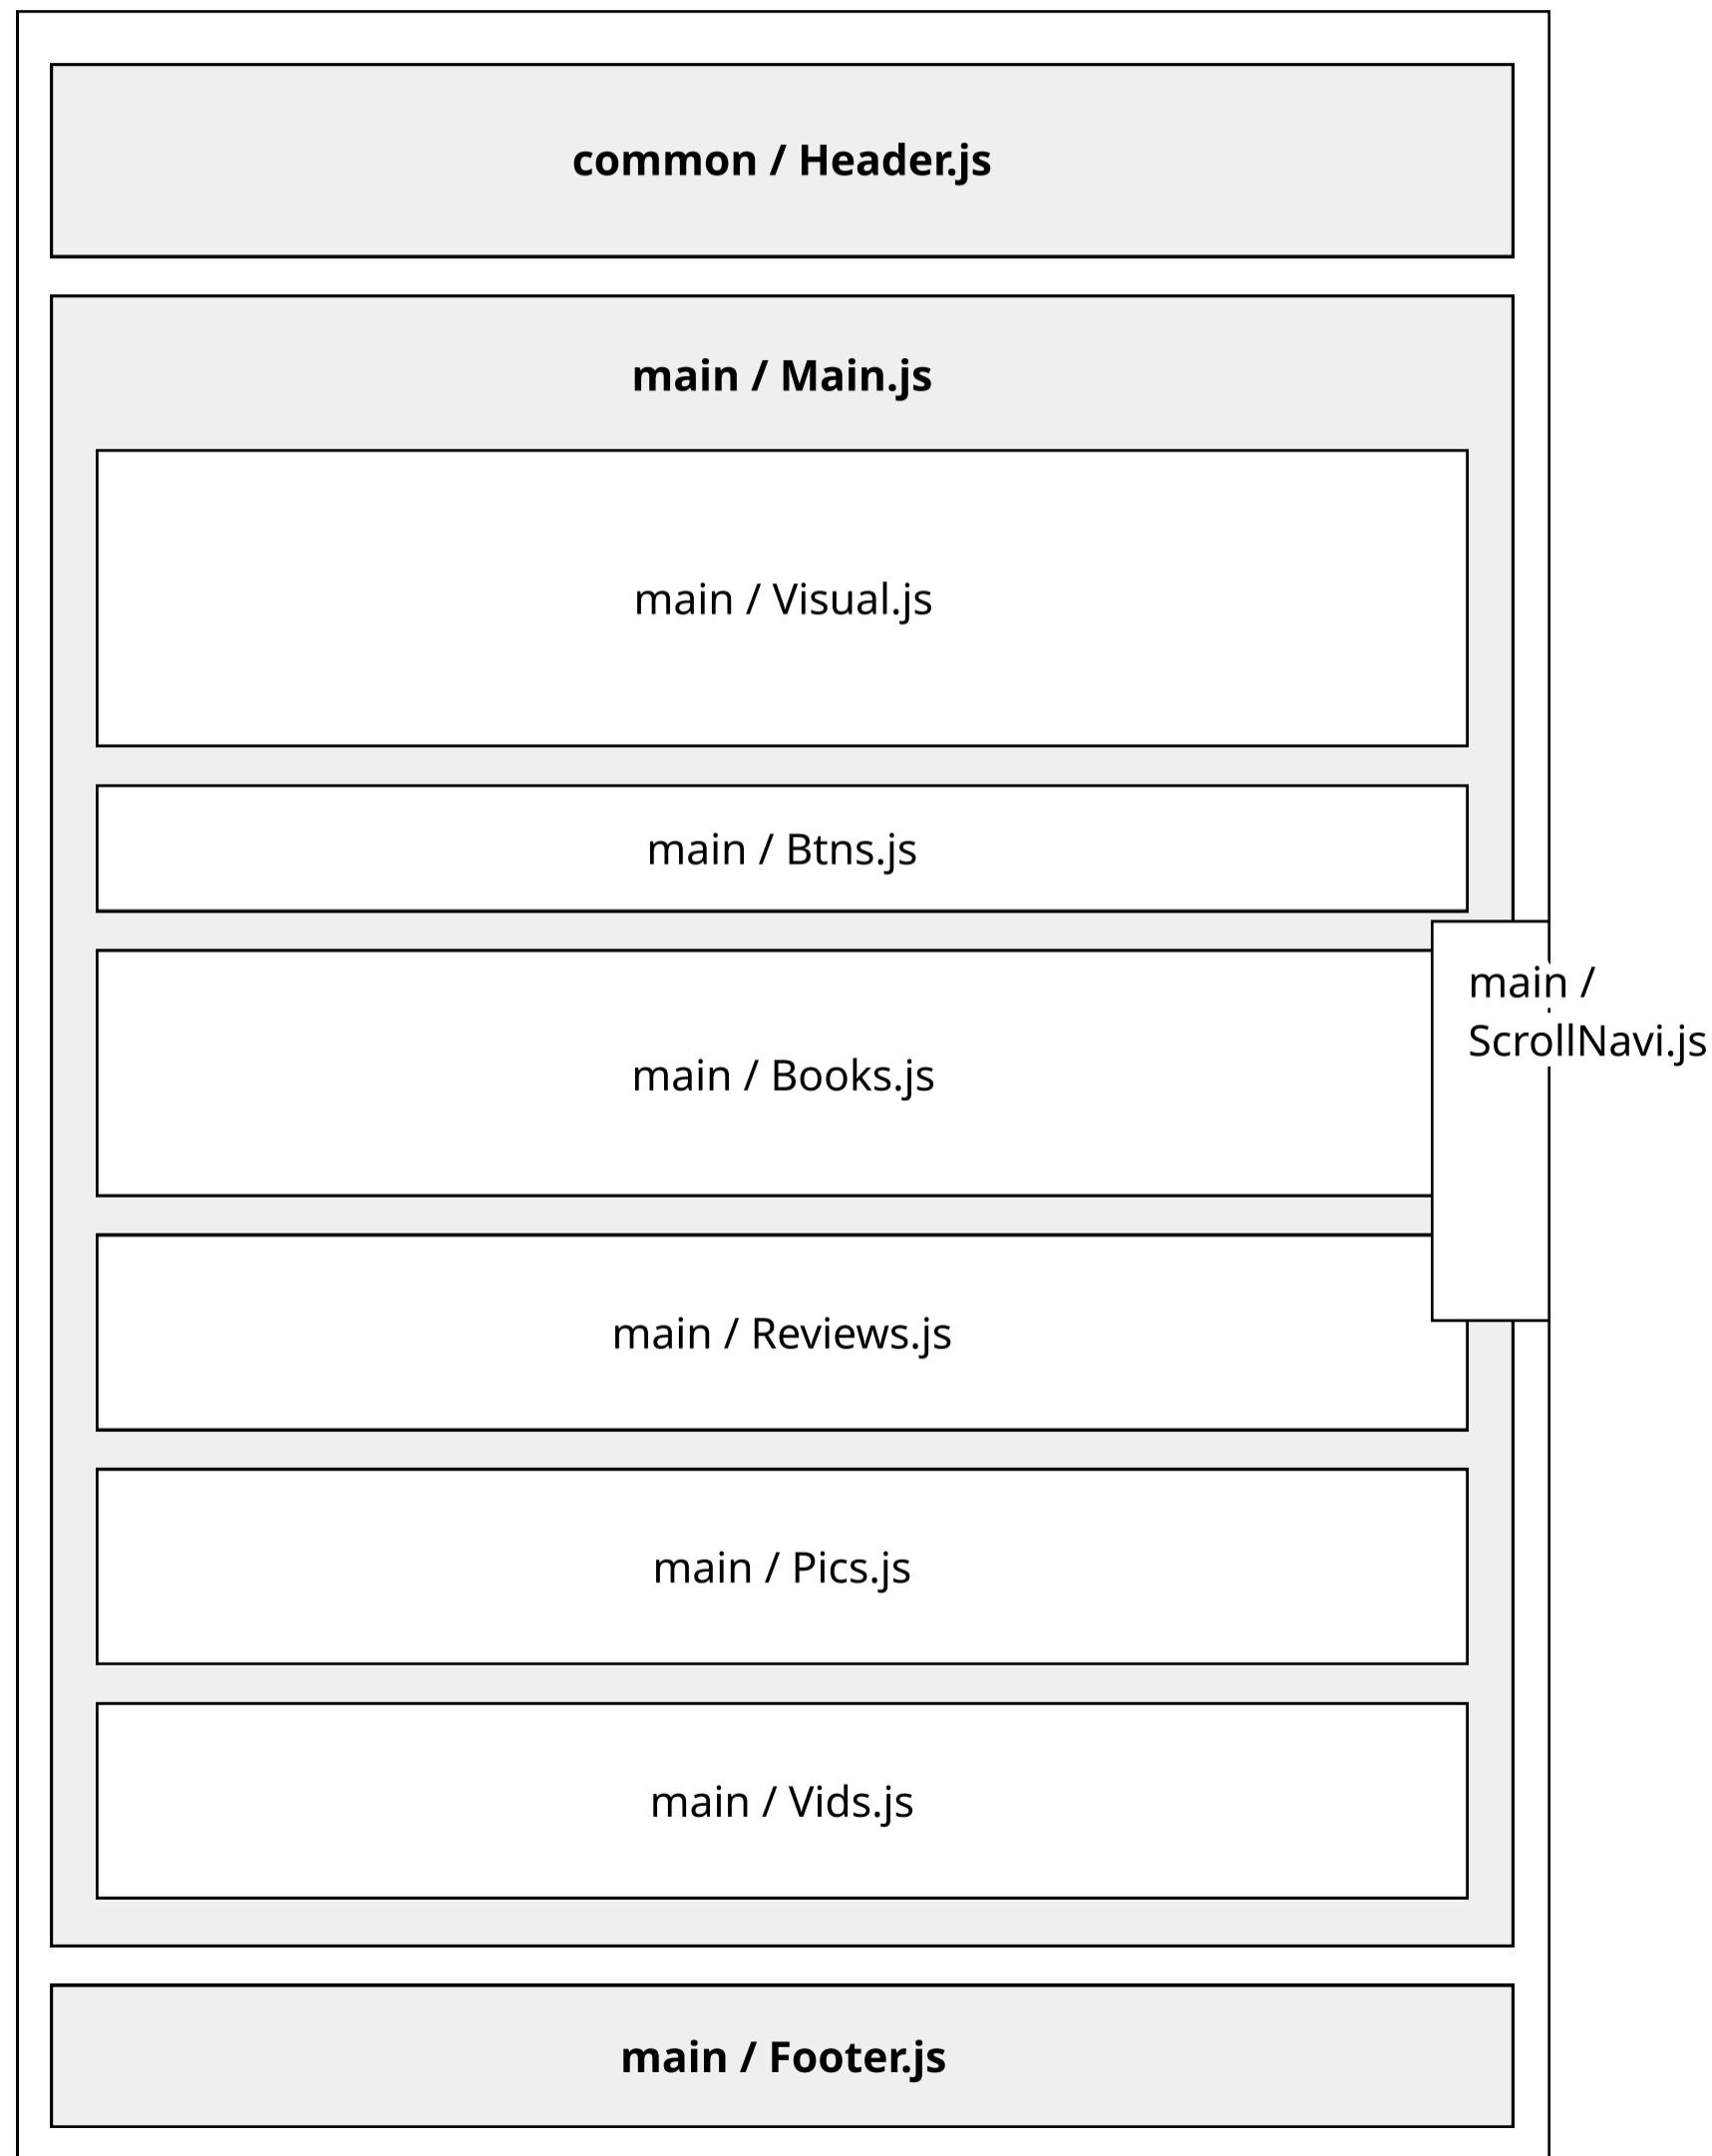 common / Header.js
main / Main.js
main / Visual.js
main / Btns.js
main /
ScrollNavi.js
main / Books.js
main / Reviews.js
main / Pics.js
main / Vids.js
main / Footer.js